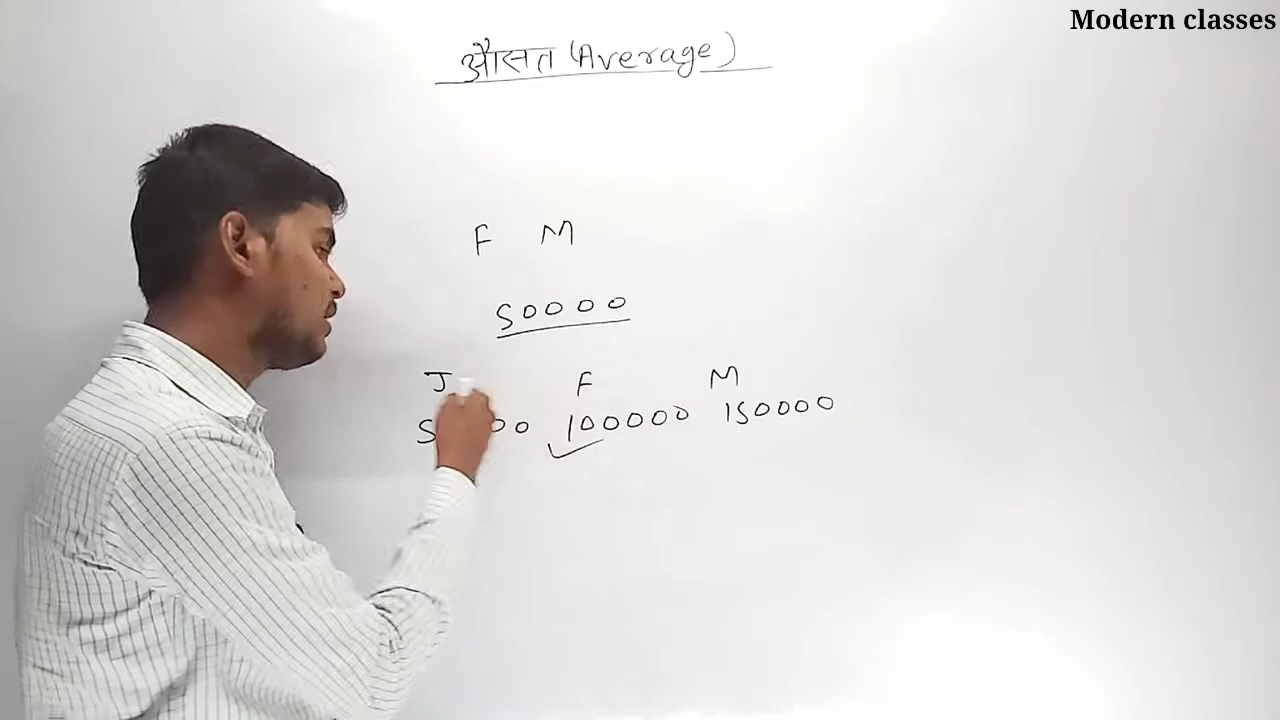 Modern classes
औसत (Average)
F M
50000
J F M
100000 150000